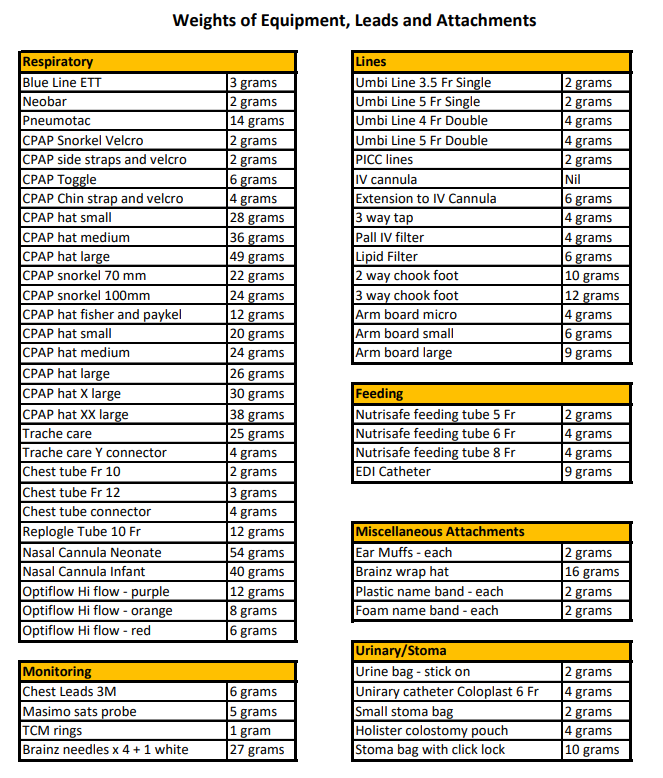 Weights of Equipment, Leads and Attachments
Respiratory
Blue Line ETT 3 grams
Neobar 2 grams
Pneumotac 14 grams
CPAP Snorkel Velcro 2 grams
CPAP side straps and velcro 2 grams
CPAP Toggle 6 grams
CPAP Chin strap and velcro 4 grams
CPAP hat small 28 grams
CPAP hat medium 36 grams
CPAP hat large 49 grams
CPAP snorkel 70 mm 22 grams
CPAP snorkel 100mm 24 grams
CPAP hat fisher and paykel 12 grams
CPAP hat small 20 grams
CPAP hat medium 24 grams
CPAP hat large 26 grams
CPAP hat X large 30 grams
CPAP hat XX large 38 grams
Trache care 25 grams
Trache care Y connector 4 grams
Chest tube Fr 10 2 grams
Chest tube Fr 12 3 grams
Chest tube connector 4 grams
Replogle Tube 10 Fr 12 grams
Nasal Cannula Neonate 54 grams
Nasal Cannula Infant 40 grams
Optiflow Hi flow - purple 12 grams
Optiflow Hi flow - orange 8 grams
Optiflow Hi flow - red 6 grams
Monitoring
Chest Leads 3M 6 grams
Masimo sats probe 5 grams
TCM rings 1 gram
Brainz needles x 4 + 1 white 27 grams
Lines
Umbi Line 3.5 Fr Single 2 grams
Umbi Line 5 Fr Single 2 grams
Umbi Line 4 Fr Double 4 grams
Umbi Line 5 Fr Double 4 grams
PICC lines 2 grams
IV cannula Nil
Extension to IV Cannula 6 grams
3 way tap 4 grams
Pall IV filter 4 grams
Lipid Filter 6 grams
2 way chook foot 10 grams
3 way chook foot 12 grams
Arm board micro 4 grams
Arm board small 6 grams
Arm board large 9 grams
Feeding
Nutrisafe feeding tube 5 Fr 2 grams
Nutrisafe feeding tube 6 Fr 4 grams
Nutrisafe feeding tube 8 Fr 4 grams
EDI Catheter 9 grams
Miscellaneous Attachments
Ear Muffs - each 2 grams
Brainz wrap hat 16 grams
Plastic name band - each 2 grams
Foam name band - each 2 grams
Urinary/Stoma
Urine bag - stick on 2 grams
Unirary catheter Coloplast 6 Fr 4 grams
Small stoma bag 2 grams
Holister colostomy pouch 4 grams
Stoma bag with click lock 10 grams